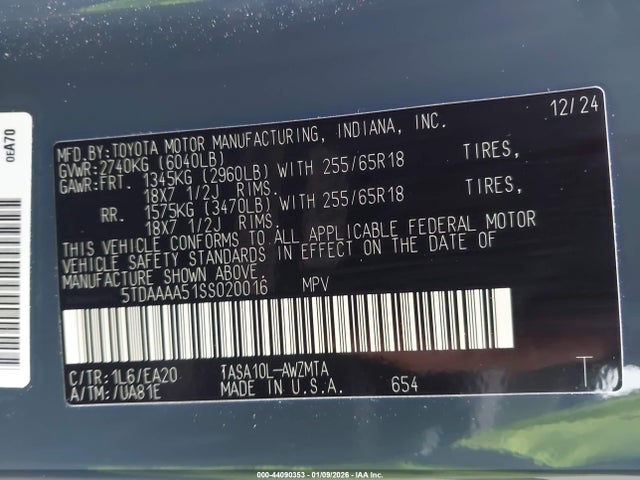 0EA70
12/24
MFD.BY:TOYOTA MOTOR MANUFACTURING, INDIANA, INC.
GVWR:2740KG (6040LB)
GAWR:FRT. 1345KG (2960LB) WITH 255/65R18 TIRES,
18X7 1/2J RIMS.
RR. 1575KG (3470LB) WITH 255/65R18 TIRES,
18X7 1/2J RIMS.
THIS VEHICLE CONFORMS TO ALL APPLICABLE FEDERAL MOTOR
VEHICLE SAFETY STANDARDS IN EFFECT ON THE DATE OF
MANUFACTURE SHOWN ABOVE.
5TDAAAA51SS020016 MPV
C/TR:1L6/EA20 TASA10L-AWZMTA
A/TM:/UA81E MADE IN U.S.A. 654 T
000-44090353 - 01/09/2026 - IAA Inc.